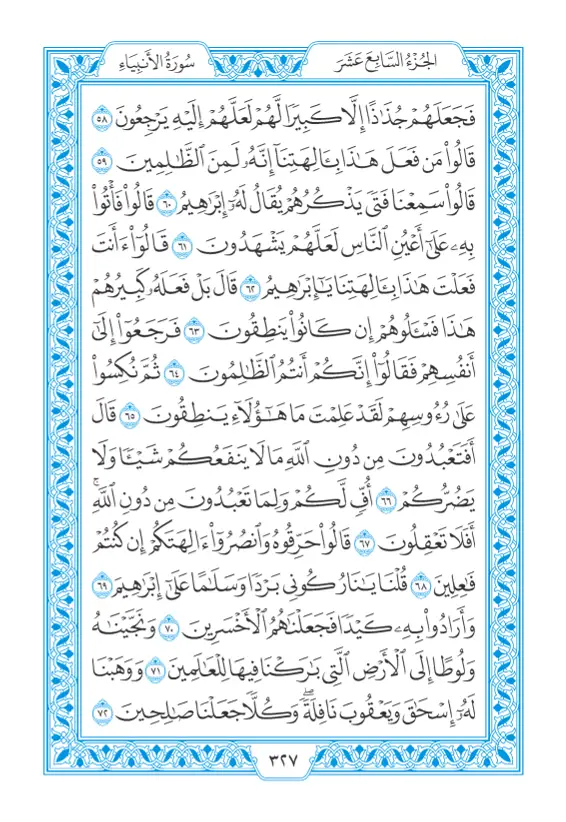 الجُزْءُ السَّابِعَ عَشَرَ
سُورَةُ الأَنبِيَاءِ
فَجَعَلَهُمْ جُذَٰذًا إِلَّا كَبِيرًا لَّهُمْ لَعَلَّهُمْ إِلَيْهِ يَرْجِعُونَ ٥٨
قَالُوا۟ مَن فَعَلَ هَـٰذَا بِـَٔالِهَتِنَآ إِنَّهُۥ لَمِنَ ٱلظَّـٰلِمِينَ ٥٩
قَالُوا۟ سَمِعْنَا فَتًى يَذْكُرُهُمْ يُقَالُ لَهُۥٓ إِبْرَٰهِيمُ ٦٠ قَالُوا۟ فَأْتُوا۟
بِهِۦ عَلَىٰٓ أَعْيُنِ ٱلنَّاسِ لَعَلَّهُمْ يَشْهَدُونَ ٦١ قَالُوٓا۟ ءَأَنتَ
فَعَلْتَ هَـٰذَا بِـَٔالِهَتِنَا يَـٰٓإِبْرَٰهِيمُ ٦٢ قَالَ بَلْ فَعَلَهُۥ كَبِيرُهُمْ
هَـٰذَا فَسْـَٔلُوهُمْ إِن كَانُوا۟ يَنطِقُونَ ٦٣ فَرَجَعُوٓا۟ إِلَىٰٓ
أَنفُسِهِمْ فَقَالُوٓا۟ إِنَّكُمْ أَنتُمُ ٱلظَّـٰلِمُونَ ٦٤ ثُمَّ نُكِسُوا۟
عَلَىٰ رُءُوسِهِمْ لَقَدْ عَلِمْتَ مَا هَـٰٓؤُلَآءِ يَنطِقُونَ ٦٥ قَالَ
أَفَتَعْبُدُونَ مِن دُونِ ٱللَّهِ مَا لَا يَنفَعُكُمْ شَيْـًٔا وَلَا
يَضُرُّكُمْ ٦٦ أُفٍّ لَّكُمْ وَلِمَا تَعْبُدُونَ مِن دُونِ ٱللَّهِ ۖ
أَفَلَا تَعْقِلُونَ ٦٧ قَالُوا۟ حَرِّقُوهُ وَٱنصُرُوٓا۟ ءَالِهَتَكُمْ إِن كُنتُمْ
فَـٰعِلِينَ ٦٨ قُلْنَا يَـٰنَارُ كُونِى بَرْدًا وَسَلَـٰمًا عَلَىٰٓ إِبْرَٰهِيمَ ٦٩
وَأَرَادُوا۟ بِهِۦ كَيْدًا فَجَعَلْنَـٰهُمُ ٱلْأَخْسَرِينَ ٧٠ وَنَجَّيْنَـٰهُ
وَلُوطًا إِلَى ٱلْأَرْضِ ٱلَّتِى بَـٰرَكْنَا فِيهَا لِلْعَـٰلَمِينَ ٧١ وَوَهَبْنَا
لَهُۥٓ إِسْحَـٰقَ وَيَعْقُوبَ نَافِلَةً ۖ وَكُلًّا جَعَلْنَا صَـٰلِحِينَ ٧٢
٣٢٧